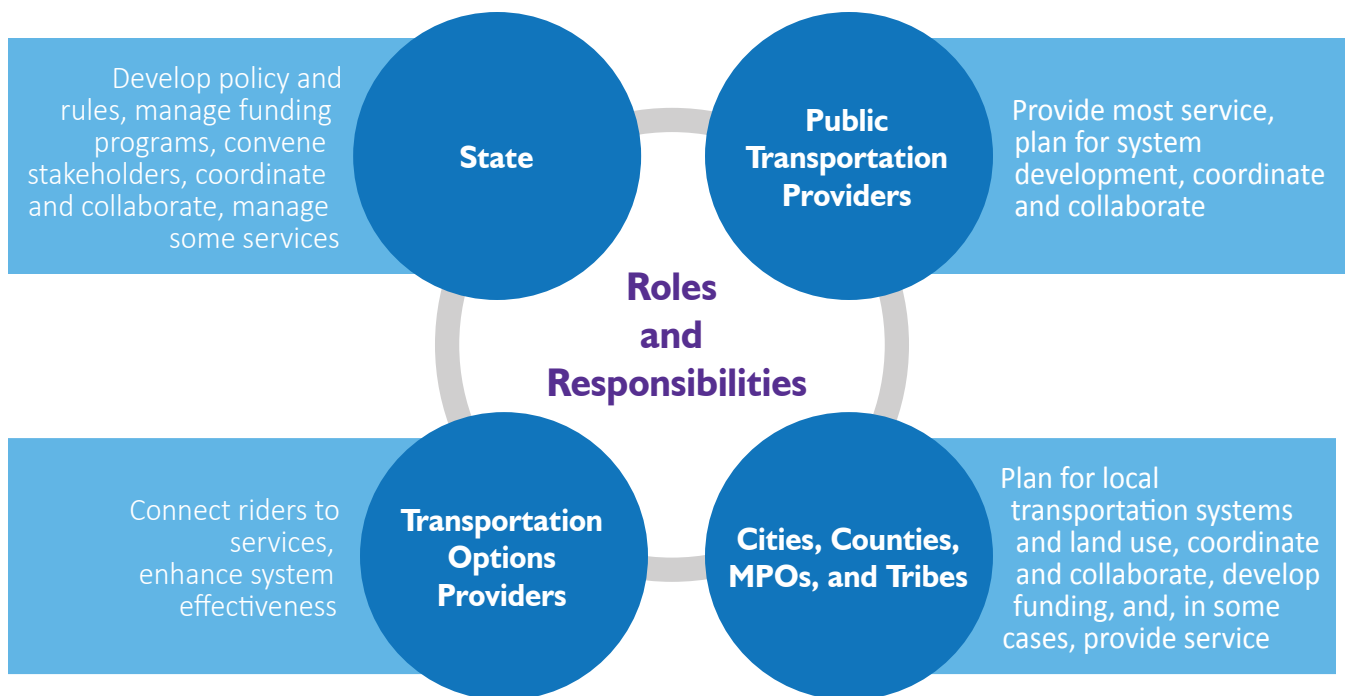 Develop policy and
rules, manage funding
programs, convene
stakeholders, coordinate
and collaborate, manage
some services
State
Public
Transportation
Providers
Provide most service,
plan for system
development, coordinate
and collaborate
Roles
and
Responsibilities
Connect riders to
services,
enhance system
effectiveness
Transportation
Options
Providers
Cities, Counties,
MPOs, and Tribes
Plan for local
transportation systems
and land use, coordinate
and collaborate, develop
funding, and, in some
cases, provide service